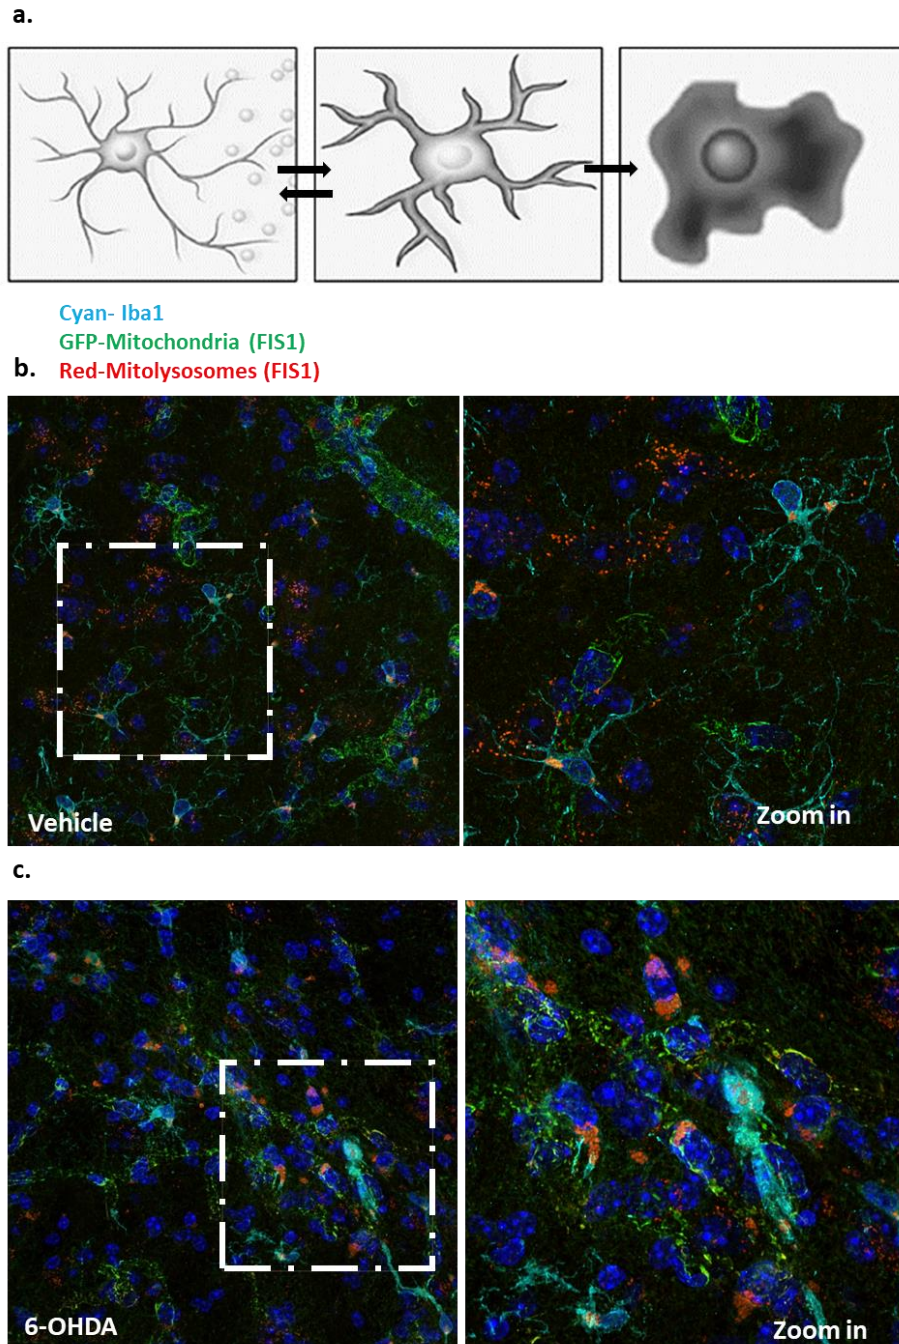 a.
Cyan- Iba1
GFP-Mitochondria (FIS1)
b. Red-Mitolysosomes (FIS1)
Vehicle
Zoom in
c.
6-OHDA
Zoom in